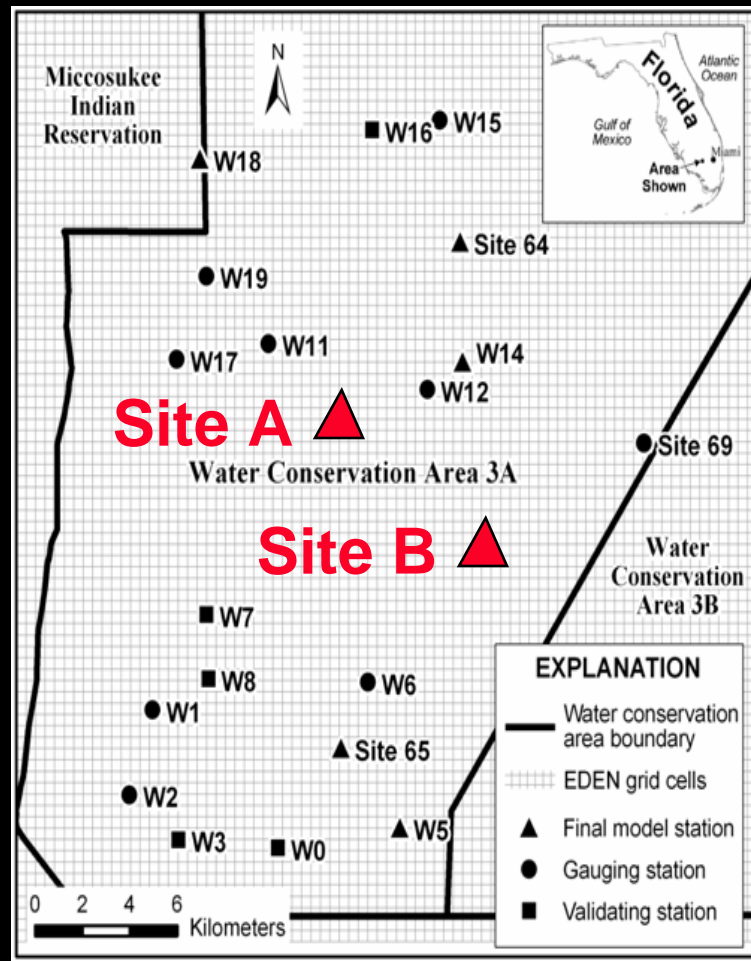 Miccosukee
Indian
Reservation
N
Florida
Atlantic
Ocean
Gulf of
Mexico
Miami
Area
Shown
W16
W15
W18
Site 64
W19
W11
W17
W14
W12
Site A
Site 69
Water Conservation Area 3A
Site B
Water
Conservation
Area 3B
W7
W8
W6
W1
Site 65
W2
W3
W0
W5
EXPLANATION
Water conservation
area boundary
EDEN grid cells
Final model station
Gauging station
Validating station
0 2 4 6
Kilometers